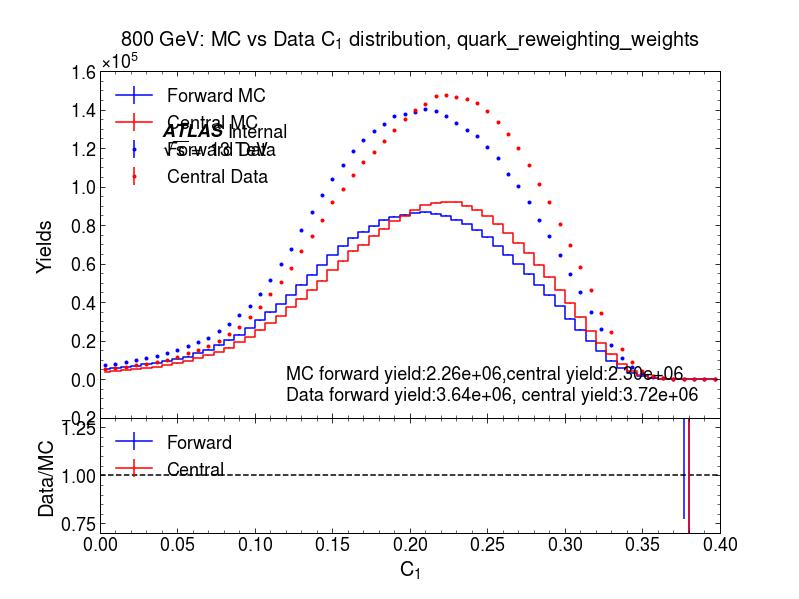 800 GeV: MC vs Data C₁ distribution, quark_reweighting_weights
×10⁵
1.6
1.4
1.2
1.0
0.8
0.6
0.4
0.2
0.0
0.2
Yields
Forward MC
Central MC
ATLAS Internal
Forward Data
√s = 13 TeV
Central Data
MC forward yield:2.26e+06,central yield:2.30e+06
Data forward yield:3.64e+06, central yield:3.72e+06
1.25
1.00
0.75
Data/MC
Forward
Central
0.00 0.05 0.10 0.15 0.20 0.25 0.30 0.35 0.40
C₁